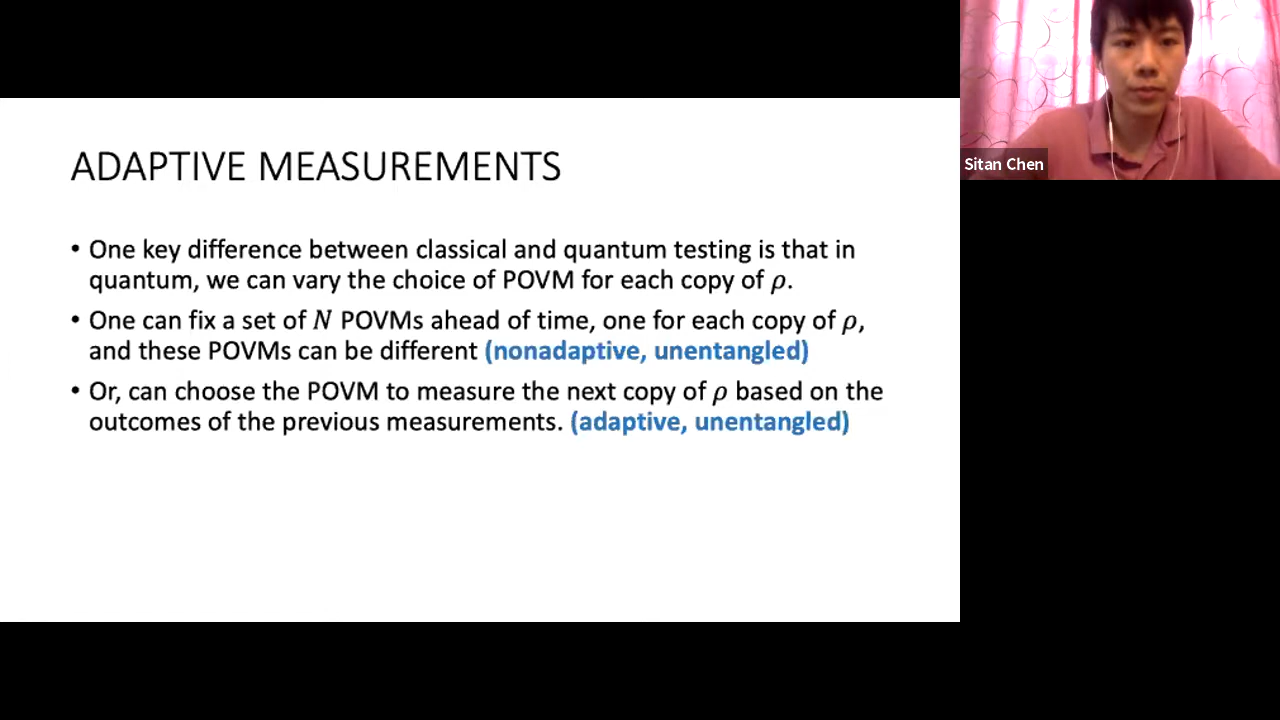 Sitan Chen
ADAPTIVE MEASUREMENTS
• One key difference between classical and quantum testing is that in
quantum, we can vary the choice of POVM for each copy of 𝜌.
• One can fix a set of 𝑁 POVMs ahead of time, one for each copy of 𝜌,
and these POVMs can be different (nonadaptive, unentangled)
• Or, can choose the POVM to measure the next copy of 𝜌 based on the
outcomes of the previous measurements. (adaptive, unentangled)